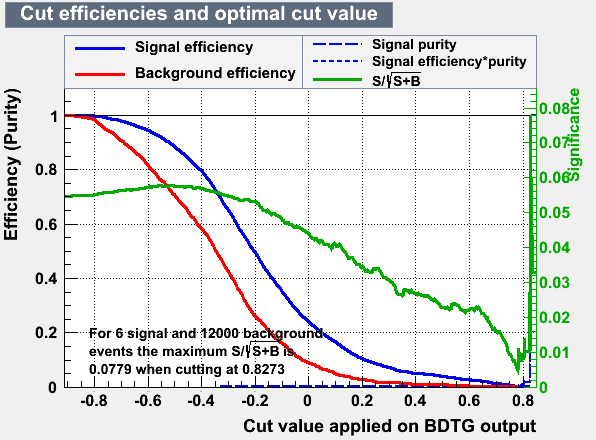 Cut efficiencies and optimal cut value
Signal efficiency
Background efficiency
Signal purity
Signal efficiency*purity
S/√S+B
Efficiency (Purity)
1
0.8
0.6
0.4
0.2
0
0.08
0.07
0.06
0.05
0.04
0.03
0.02
0.01
0
Significance
For 6 signal and 12000 background
events the maximum S/√S+B is
0.0779 when cutting at 0.8273
-0.8 -0.6 -0.4 -0.2 0 0.2 0.4 0.6 0.8
Cut value applied on BDTG output